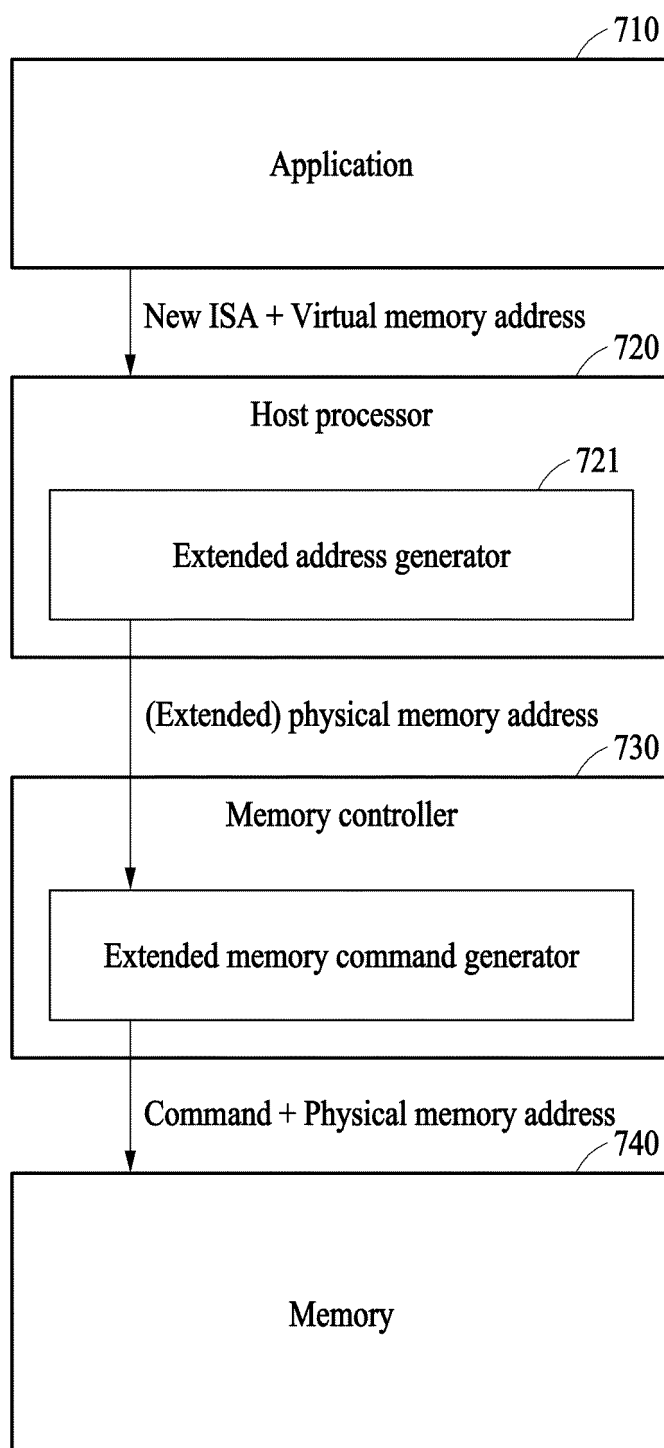 710
Application
New ISA + Virtual memory address
720
Host processor
721
Extended address generator
(Extended) physical memory address
730
Memory controller
Extended memory command generator
Command + Physical memory address
740
Memory